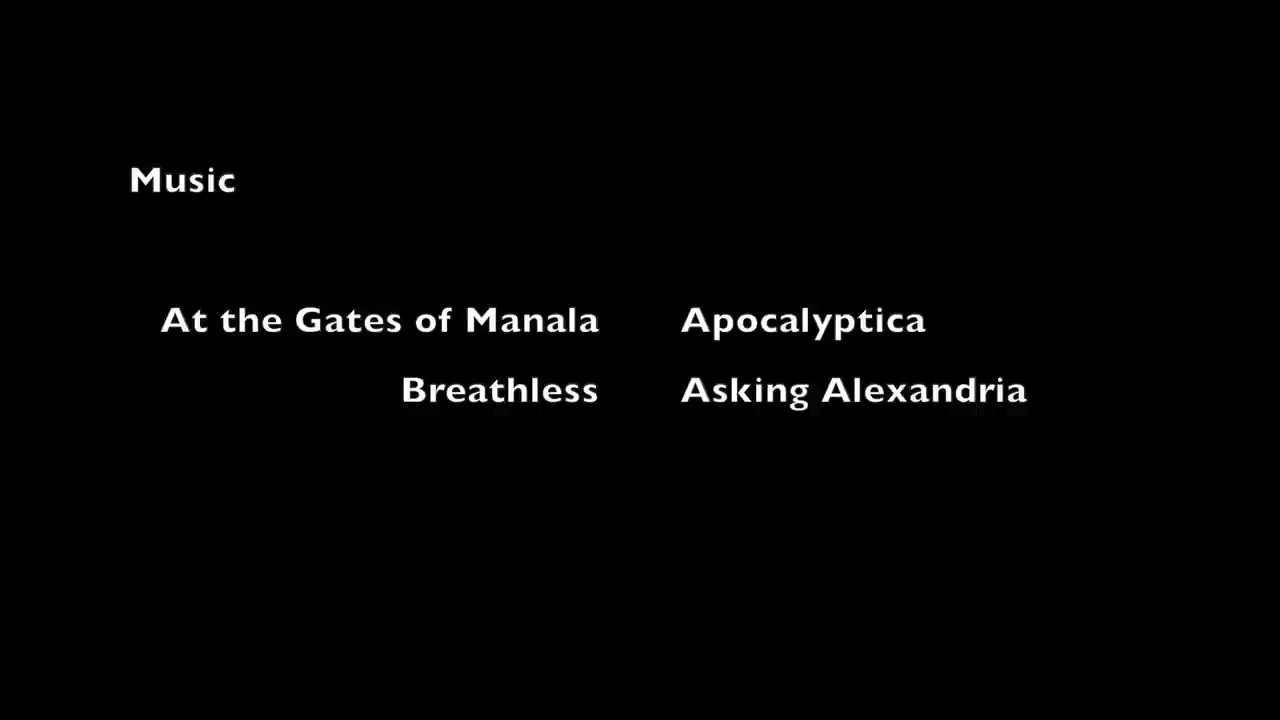 Music
At the Gates of Manala Apocalyptica
Breathless Asking Alexandria